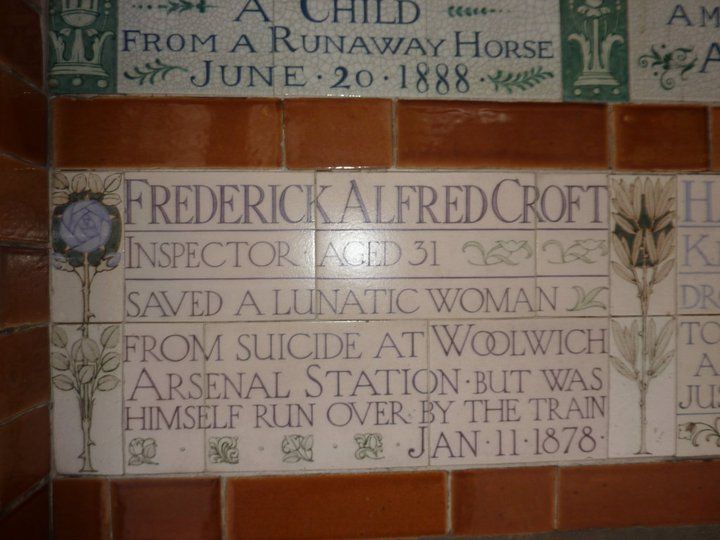 A CHILD
FROM A RUNAWAY HORSE
JUNE · 20 · 1888 ·
FREDERICK ALFRED CROFT
INSPECTOR · AGED 31
SAVED A LUNATIC WOMAN
FROM SUICIDE AT WOOLWICH
ARSENAL STATION · BUT WAS
HIMSELF RUN OVER BY THE TRAIN
JAN · 11 · 1878 ·